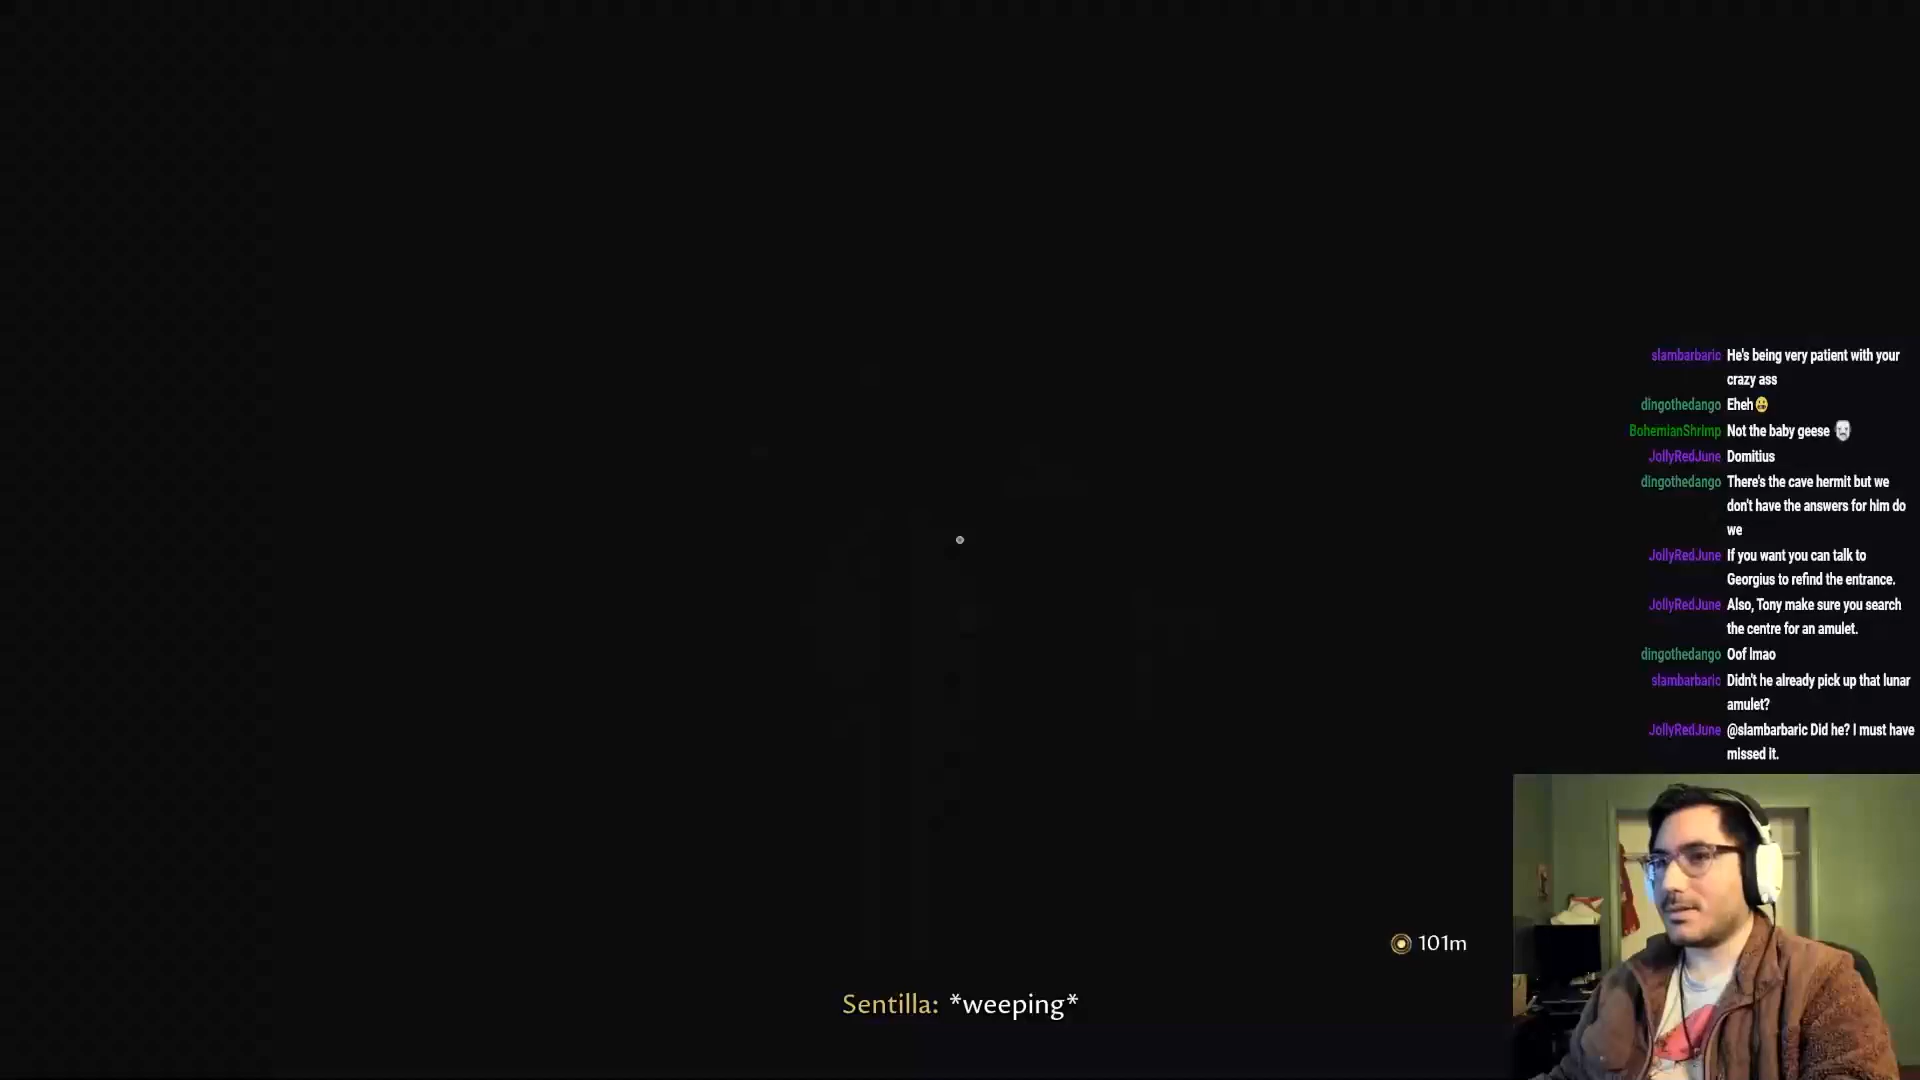 slambarbaric He's being very patient with your
crazy ass
dingothedango Eheh
BohemianShrimp Not the baby geese
JollyRedJune Domitius
dingothedango There's the cave hermit but we
don't have the answers for him do
we
JollyRedJune If you want you can talk to
Georgius to refind the entrance.
JollyRedJune Also, Tony make sure you search
the centre for an amulet.
dingothedango Oof lmao
slambarbaric Didn't he already pick up that lunar
amulet?
JollyRedJune @slambarbaric Did he? I must have
missed it.
101m
Sentilla: *weeping*